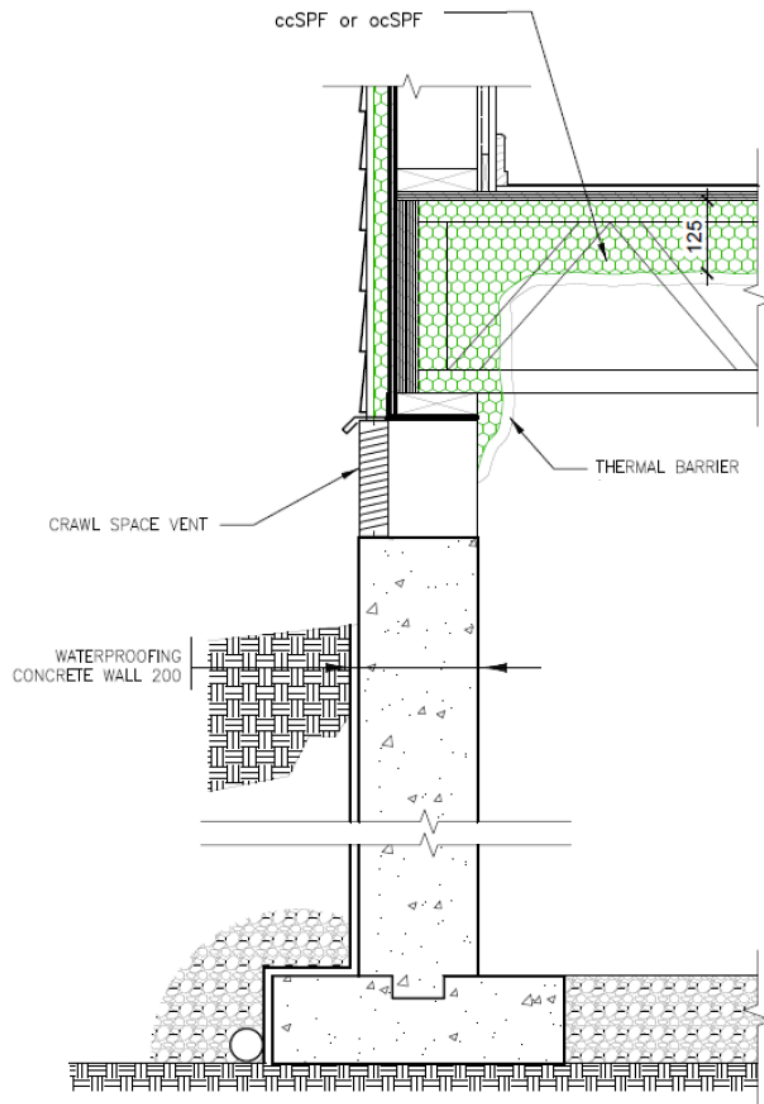 ccSPF or ocSPF
125
THERMAL BARRIER
CRAWL SPACE VENT
WATERPROOFING
CONCRETE WALL 200